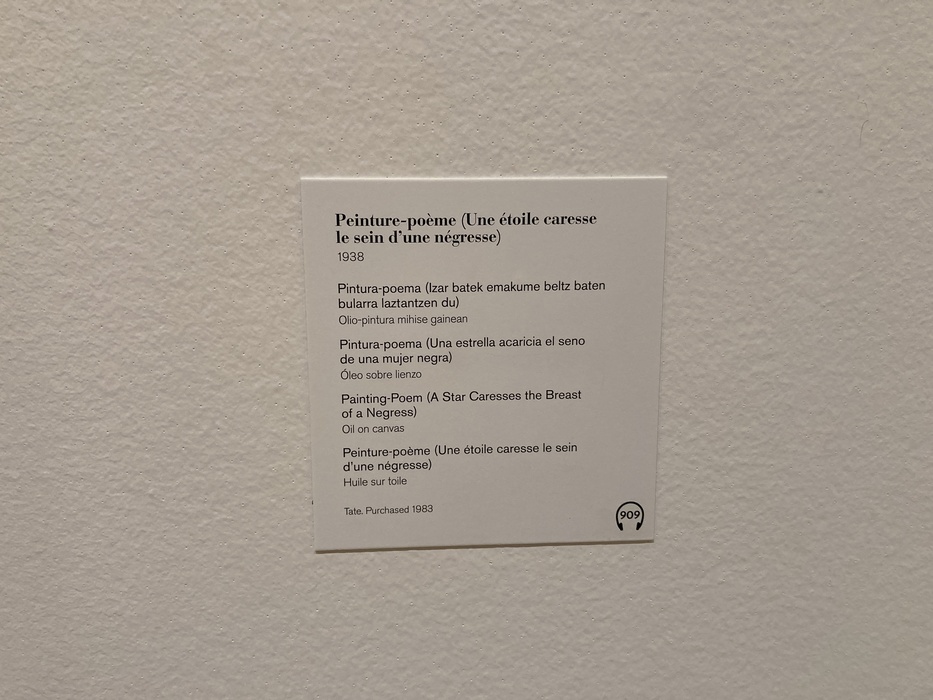 Peinture-poème (Une étoile caresse
le sein d'une négresse)
1938
Pintura-poema (Izar batek emakume beltz baten
bularra laztantzen du)
Olio-pintura mihise gainean
Pintura-poema (Una estrella acaricia el seno
de una mujer negra)
Óleo sobre lienzo
Painting-Poem (A Star Caresses the Breast
of a Negress)
Oil on canvas
Peinture-poème (Une étoile caresse le sein
d'une négresse)
Huile sur toile
Tate. Purchased 1983
909